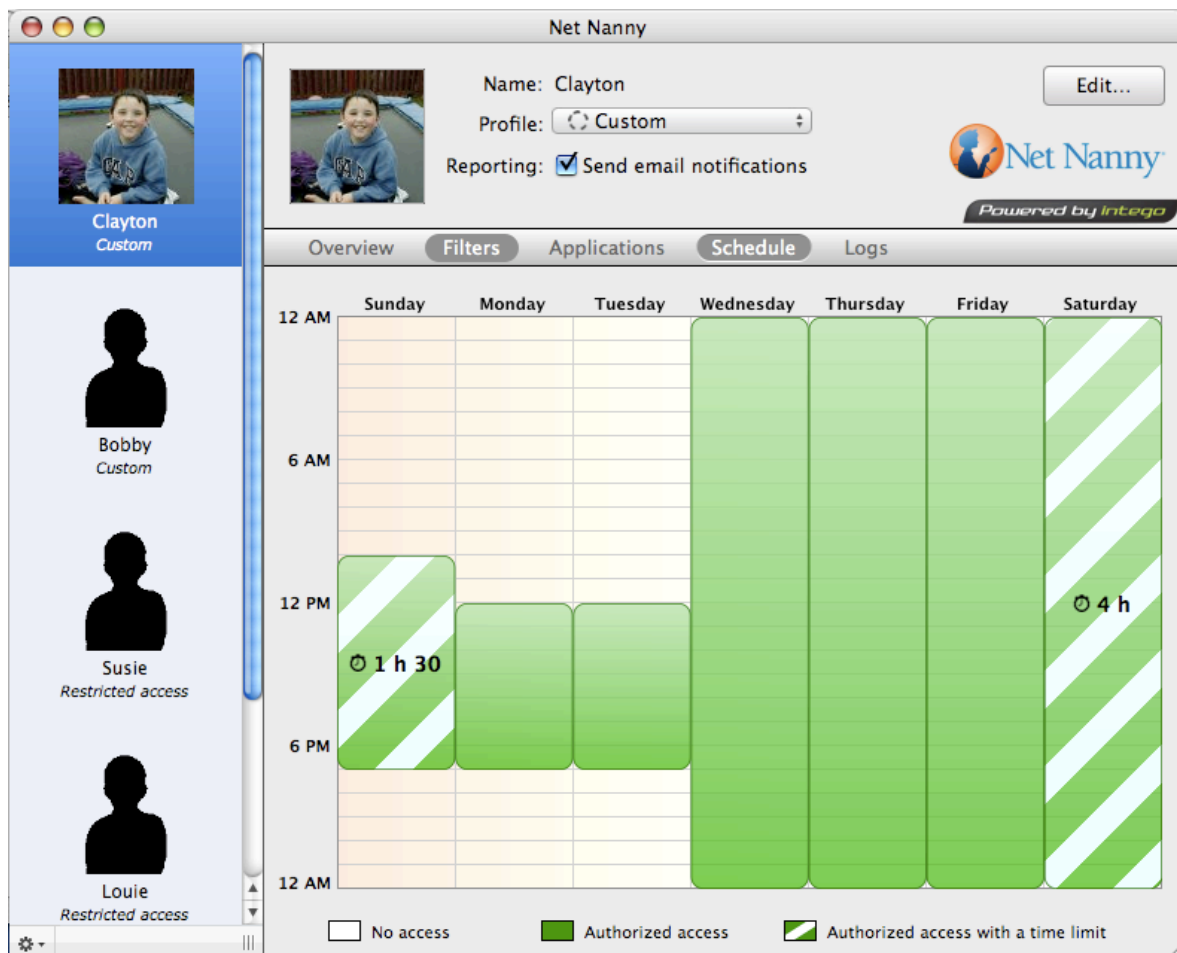 Net Nanny
Clayton
Custom
Bobby
Custom
Susie
Restricted access
Louie
Restricted access
Name: Clayton
Profile: Custom
Reporting: Send email notifications
Edit...
Net Nanny
Powered by intego
Overview Filters Applications Schedule Logs
Sunday Monday Tuesday Wednesday Thursday Friday Saturday
12 AM
6 AM
12 PM
4 h
1 h 30
6 PM
12 AM
No access Authorized access Authorized access with a time limit